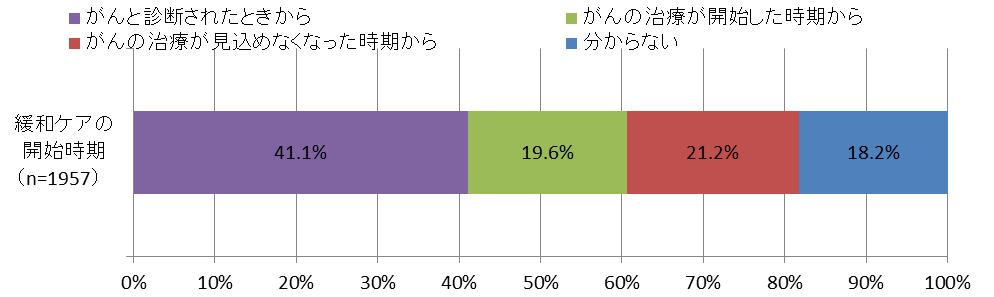 がんと診断されたときから
がんの治療が開始した時期から
がんの治療が見込めなくなった時期から
分からない
緩和ケアの
開始時期
（n=1957）
41.1%
19.6%
21.2%
18.2%
0%
10%
20%
30%
40%
50%
60%
70%
80%
90%
100%